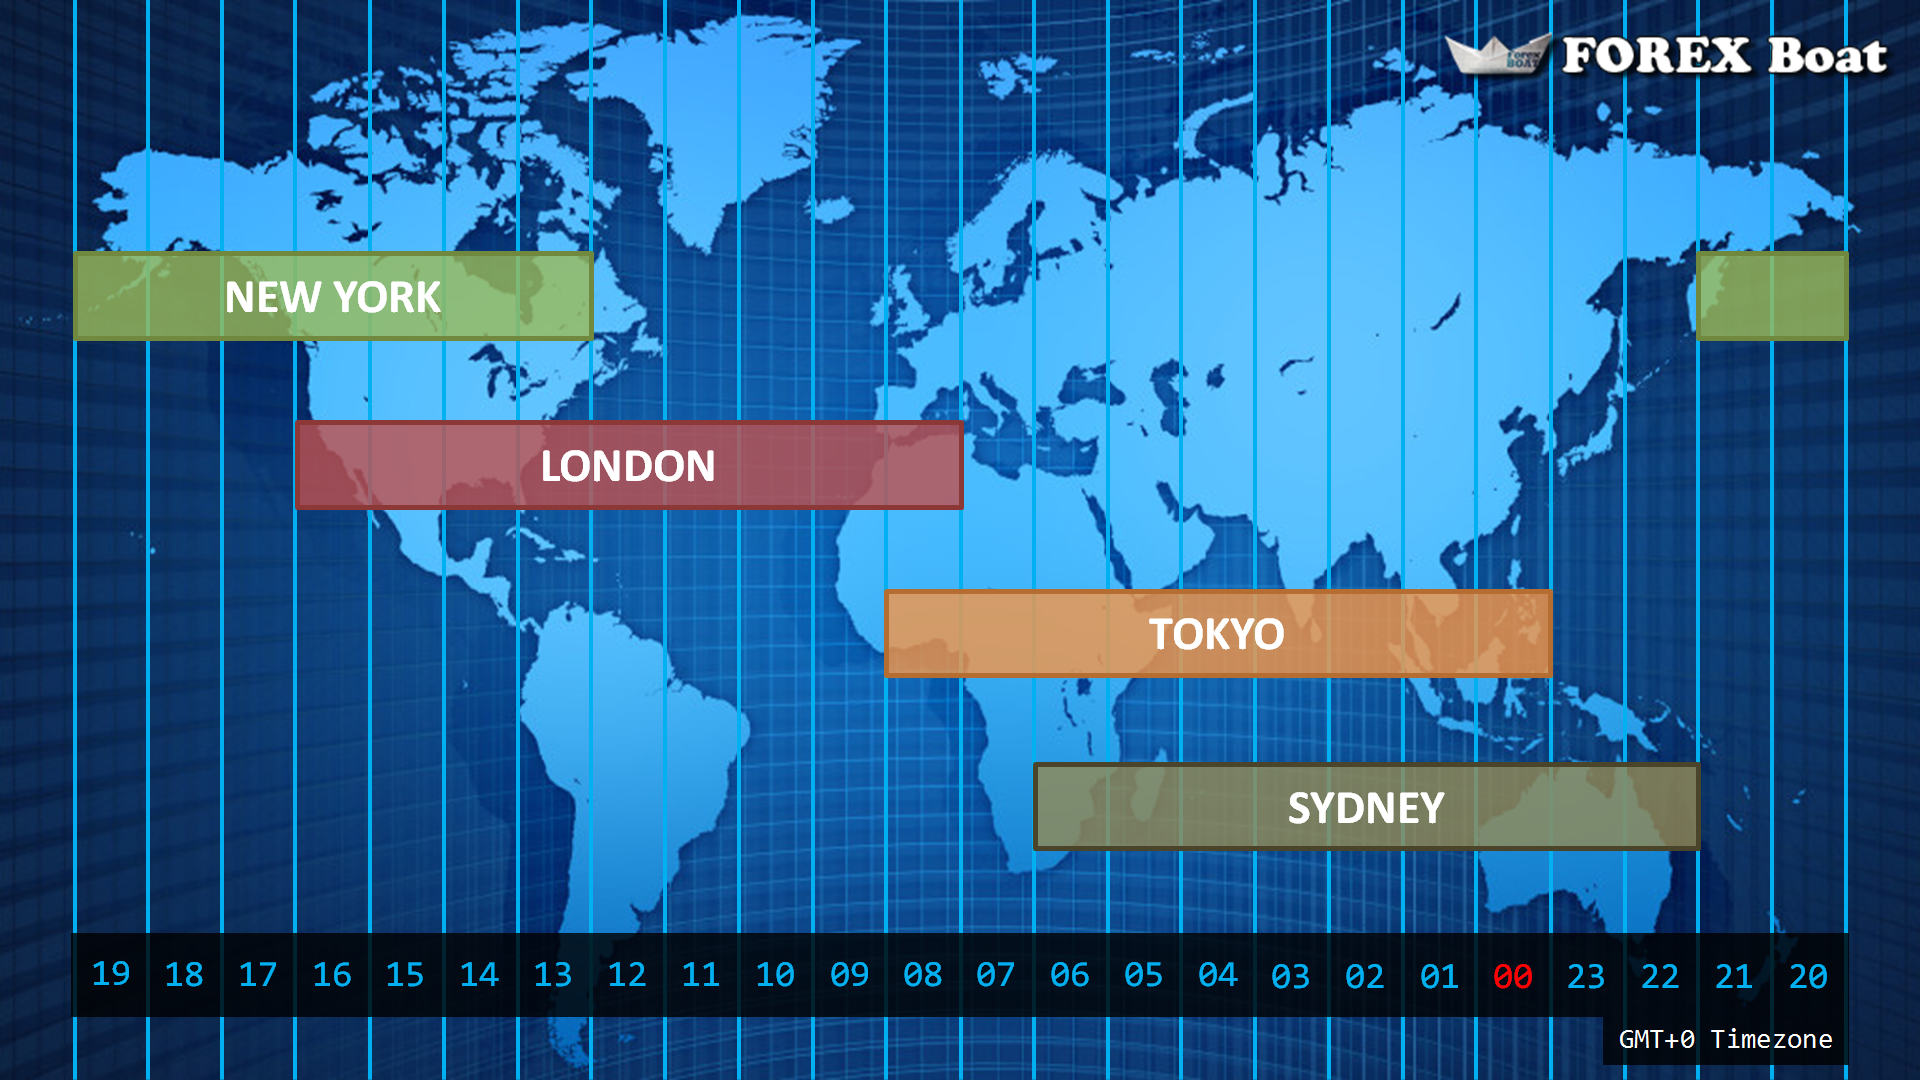 FOREX Boat
NEW YORK
LONDON
TOKYO
SYDNEY
19 18 17 16 15 14 13 12 11 10 09 08 07 06 05 04 03 02 01 00 23 22 21 20
GMT+0 Timezone